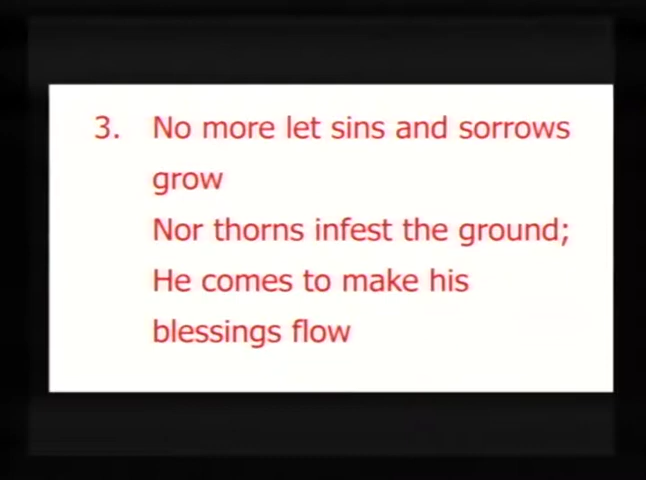 3. No more let sins and sorrows
grow
Nor thorns infest the ground;
He comes to make his
blessings flow